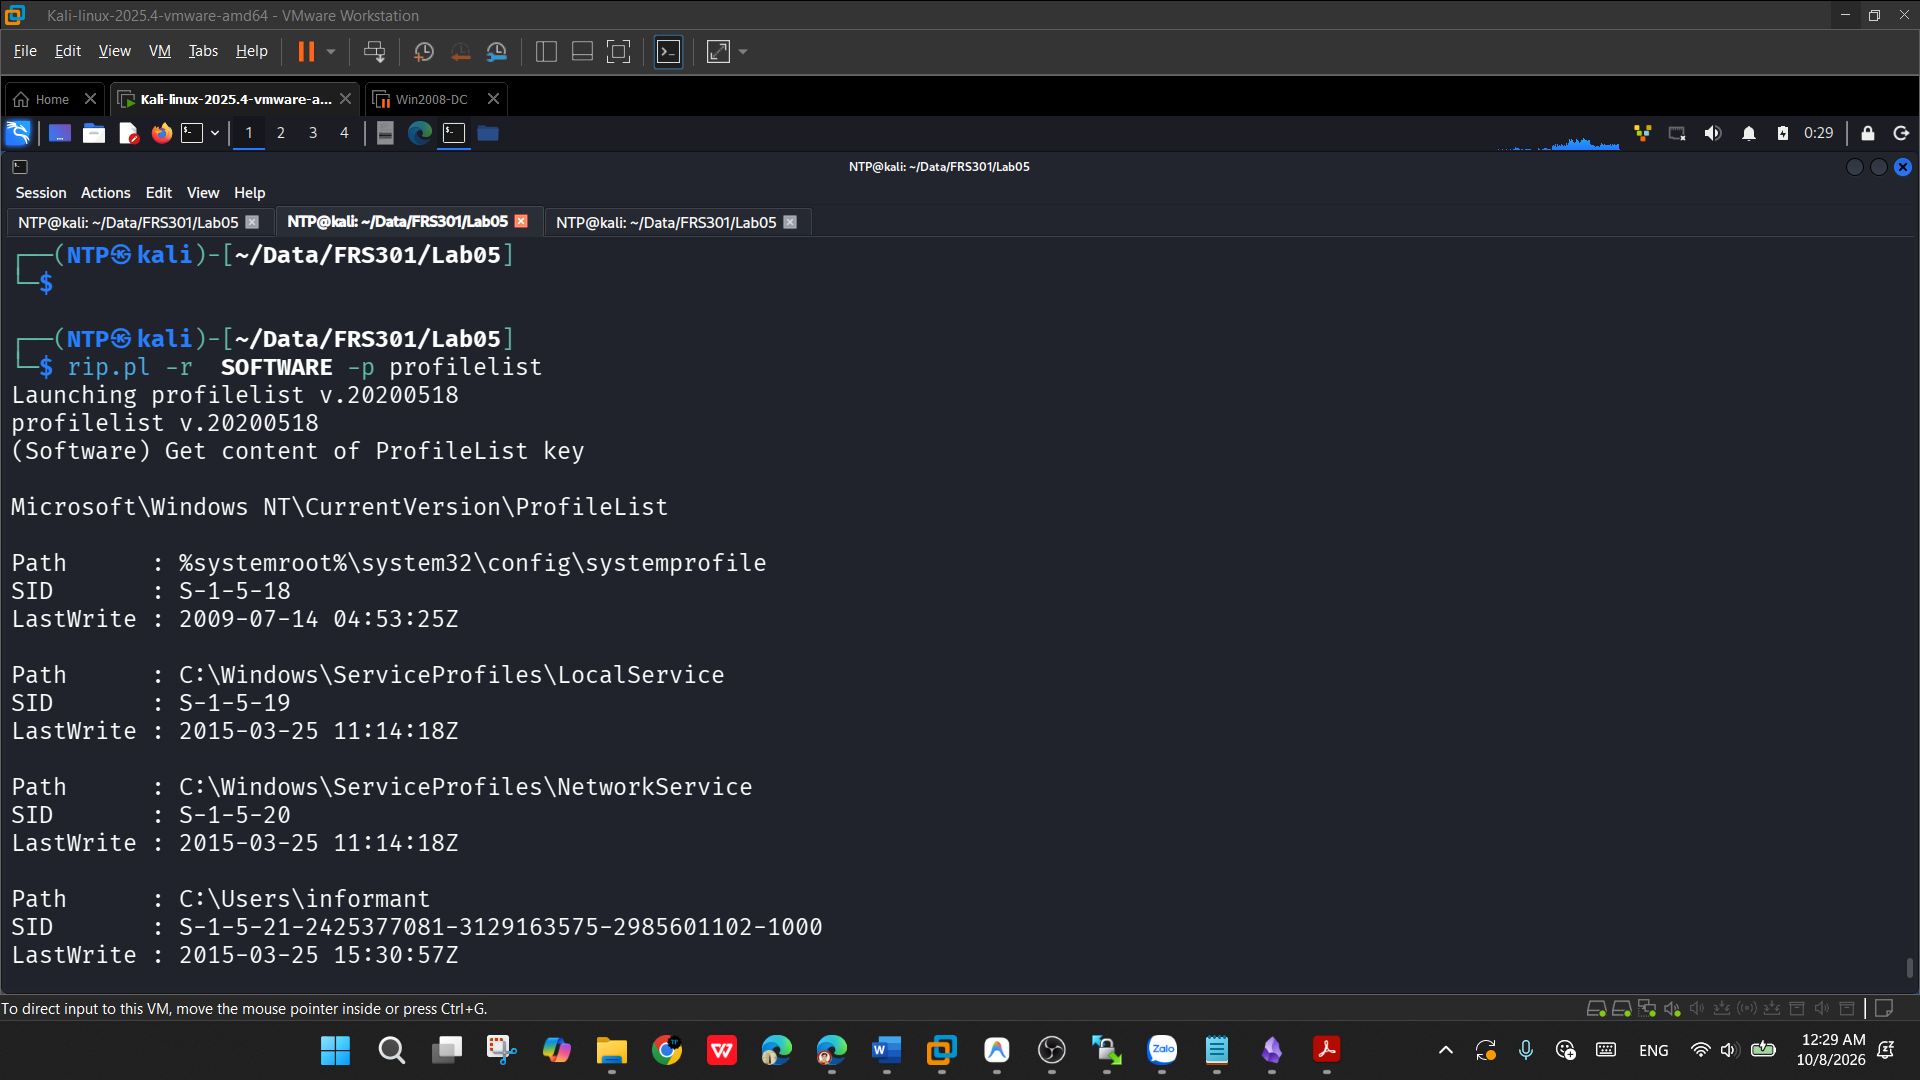 Kali-linux-2025.4-vmware-amd64 - VMware Workstation
File Edit View VM Tabs Help
Home Kali-linux-2025.4-vmware-a... Win2008-DC
1 2 3 4 0:29
NTP@kali: ~/Data/FRS301/Lab05
Session Actions Edit View Help
NTP@kali: ~/Data/FRS301/Lab05 NTP@kali: ~/Data/FRS301/Lab05 NTP@kali: ~/Data/FRS301/Lab05
┌──(NTP㉿kali)-[~/Data/FRS301/Lab05]
└─$
┌──(NTP㉿kali)-[~/Data/FRS301/Lab05]
└─$ rip.pl -r  SOFTWARE -p profilelist
Launching profilelist v.20200518
profilelist v.20200518
(Software) Get content of ProfileList key
Microsoft\Windows NT\CurrentVersion\ProfileList
Path      : %systemroot%\system32\config\systemprofile
SID       : S-1-5-18
LastWrite : 2009-07-14 04:53:25Z
Path      : C:\Windows\ServiceProfiles\LocalService
SID       : S-1-5-19
LastWrite : 2015-03-25 11:14:18Z
Path      : C:\Windows\ServiceProfiles\NetworkService
SID       : S-1-5-20
LastWrite : 2015-03-25 11:14:18Z
Path      : C:\Users\informant
SID       : S-1-5-21-2425377081-3129163575-2985601102-1000
LastWrite : 2015-03-25 15:30:57Z
To direct input to this VM, move the mouse pointer inside or press Ctrl+G.
Zalo
ENG
12:29 AM
10/8/2026